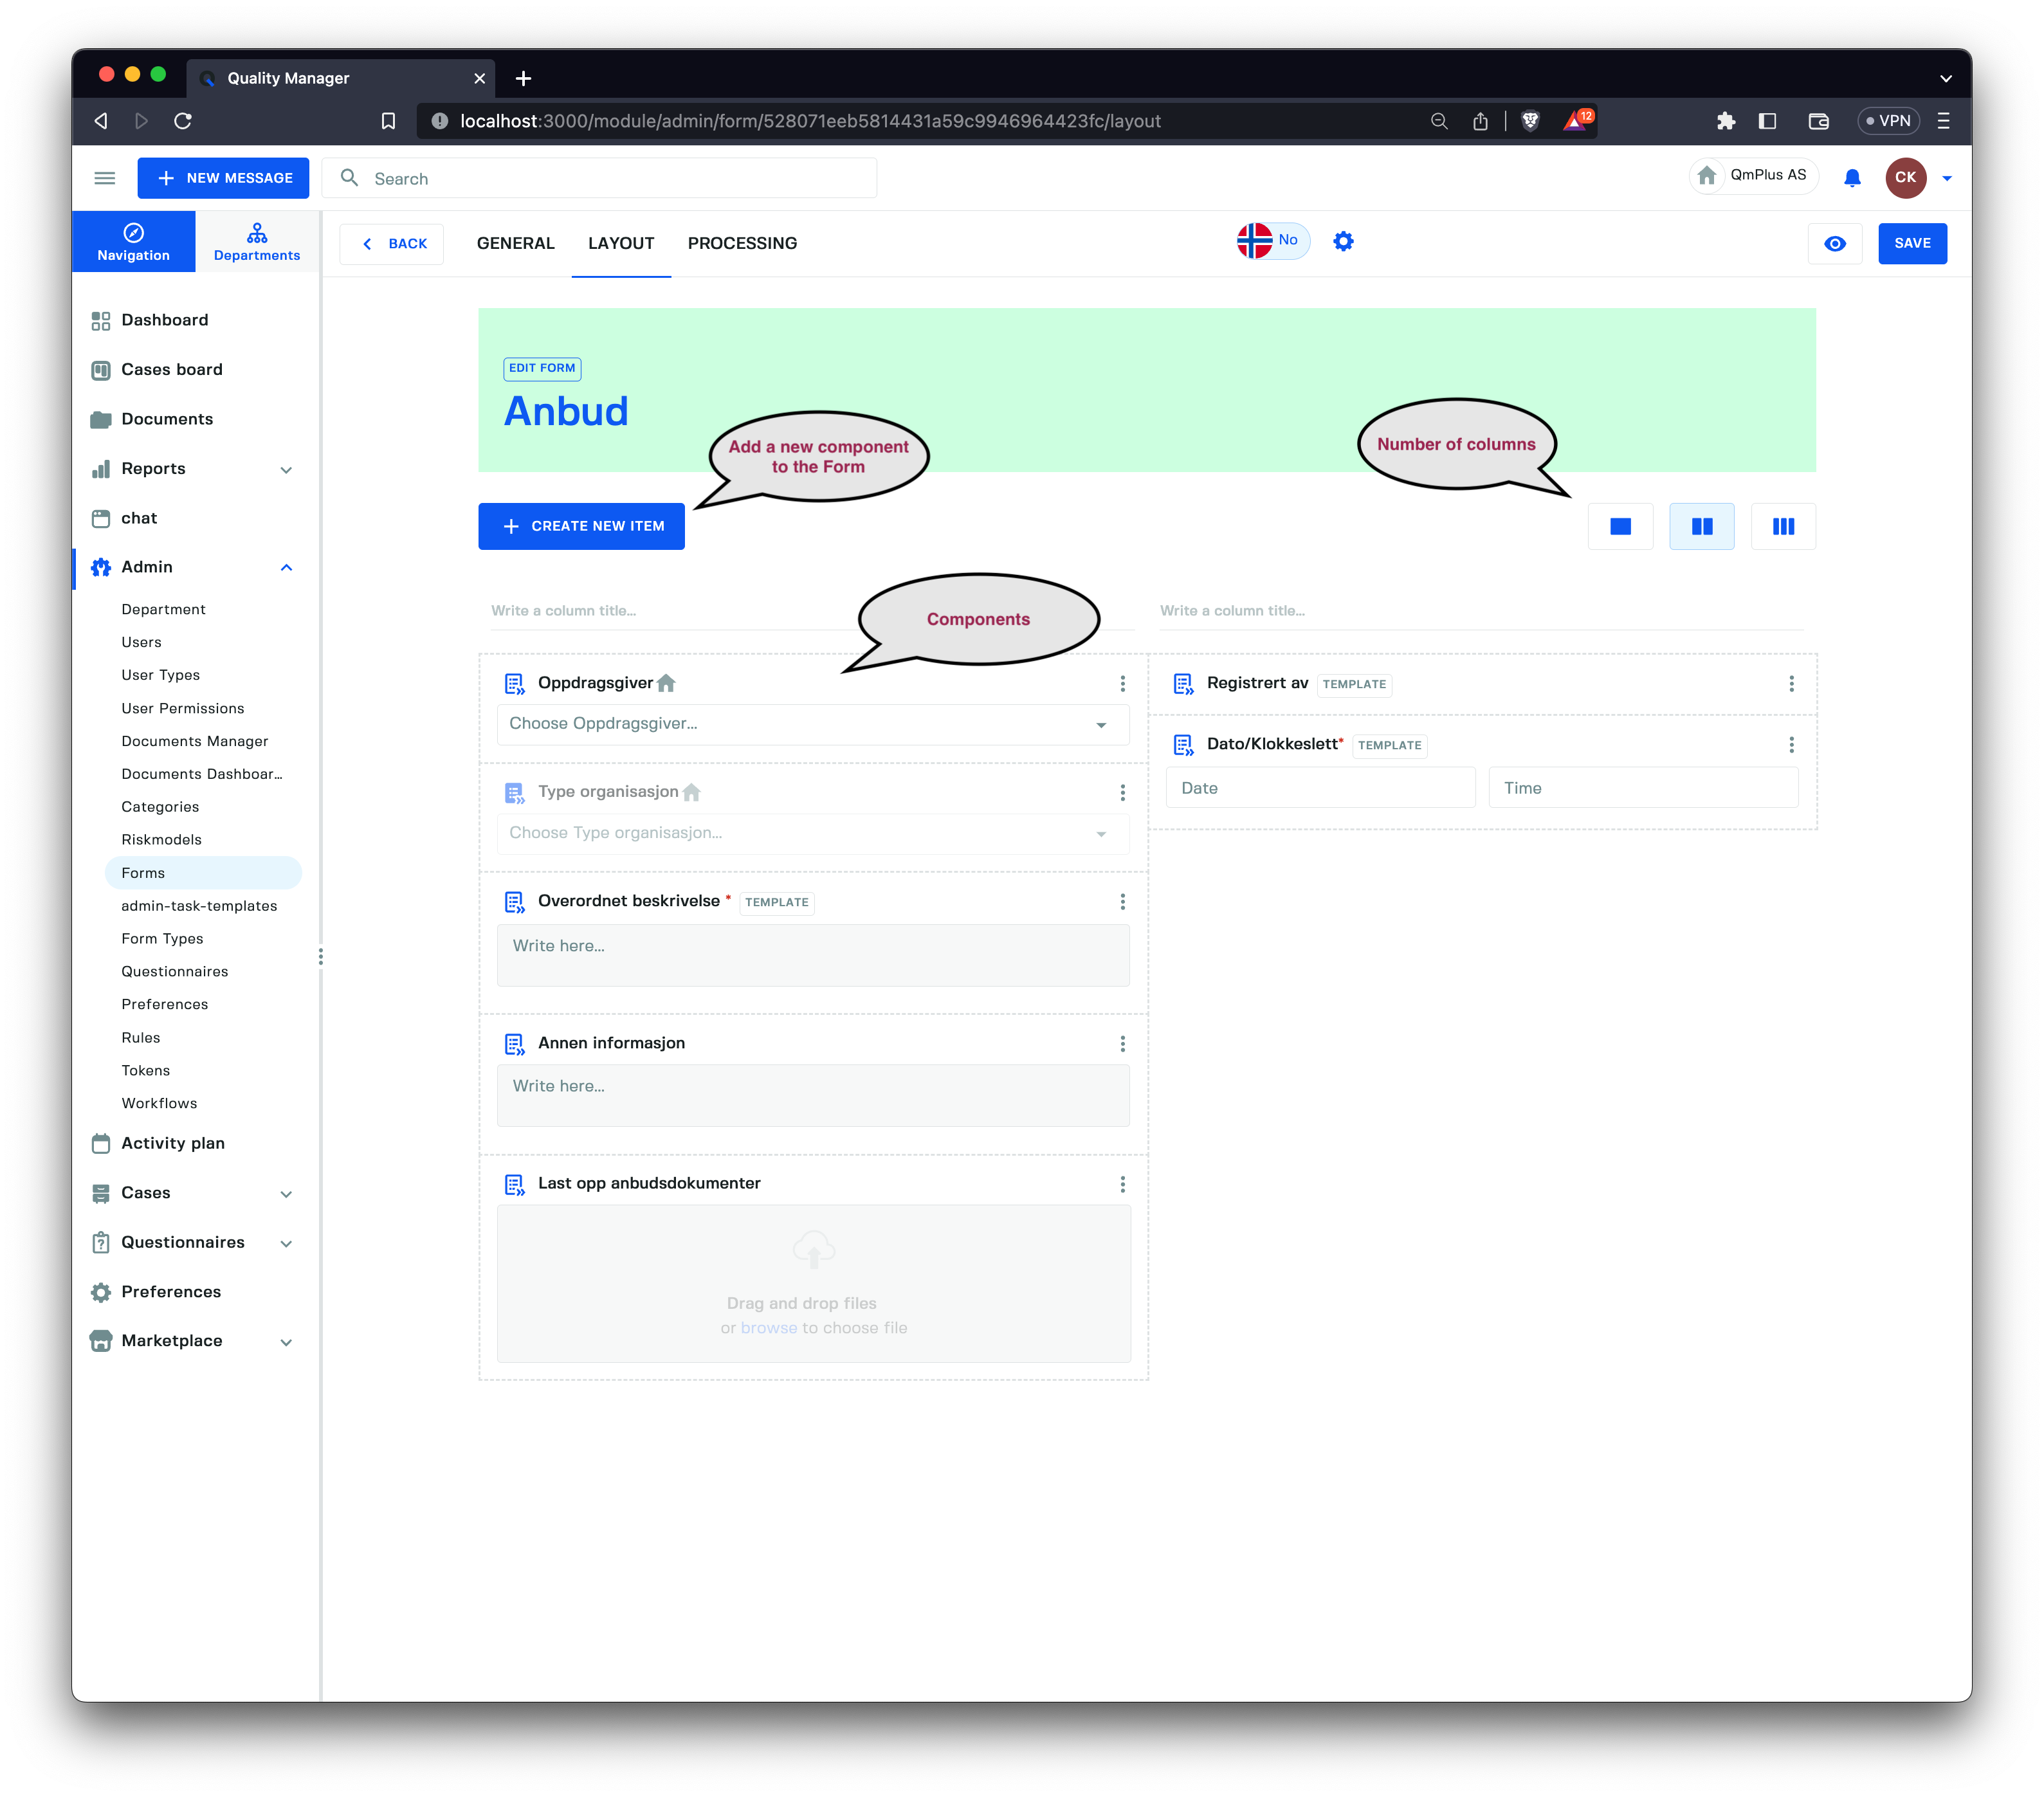 Quality Manager
localhost:3000/module/admin/form/528071eeb5814431a59c9946964423fc/layout
12
VPN
NEW MESSAGE
Search
QmPlus AS
CK
Navigation
Departments
BACK
GENERAL
LAYOUT
PROCESSING
No
SAVE
Dashboard
Cases board
Documents
Reports
chat
Admin
Department
Users
User Types
User Permissions
Documents Manager
Documents Dashboar...
Categories
Riskmodels
Forms
admin-task-templates
Form Types
Questionnaires
Preferences
Rules
Tokens
Workflows
Activity plan
Cases
Questionnaires
Preferences
Marketplace
EDIT FORM
Anbud
Add a new component
to the Form
Number of columns
CREATE NEW ITEM
Write a column title...
Components
Write a column title...
Oppdragsgiver
Choose Oppdragsgiver...
Type organisasjon
Choose Type organisasjon...
Overordnet beskrivelse * TEMPLATE
Write here...
Annen informasjon
Write here...
Last opp anbudsdokumenter
Drag and drop files
or browse to choose file
Registrert av TEMPLATE
Dato/Klokkeslett* TEMPLATE
Date
Time